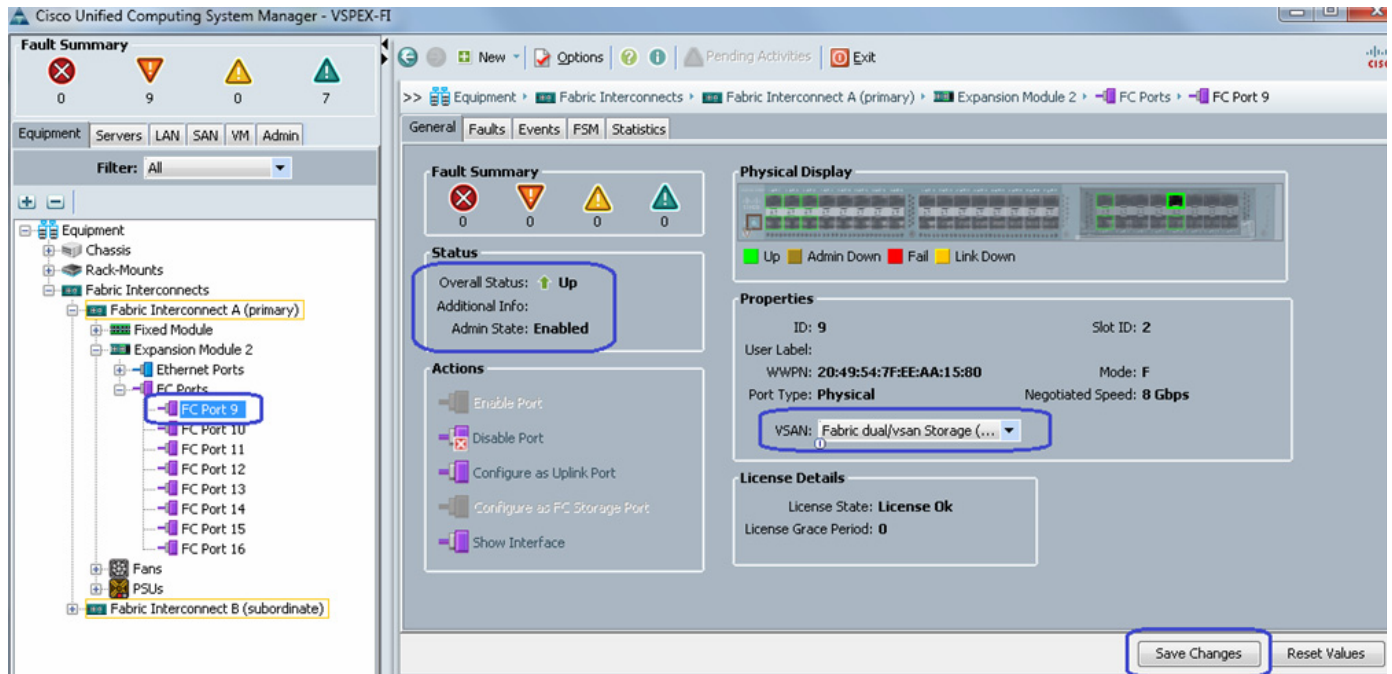 Cisco Unified Computing System Manager - VSPEX-FI
Fault Summary
0 9 0 7
New Options Pending Activities Exit
>> Equipment Fabric Interconnects Fabric Interconnect A (primary) Expansion Module 2 FC Ports FC Port 9
Equipment Servers LAN SAN VM Admin
Filter: All
Equipment
Chassis
Rack-Mounts
Fabric Interconnects
Fabric Interconnect A (primary)
Fixed Module
Expansion Module 2
Ethernet Ports
FC Ports
FC Port 9
FC Port 10
FC Port 11
FC Port 12
FC Port 13
FC Port 14
FC Port 15
FC Port 16
Fans
PSUs
Fabric Interconnect B (subordinate)
General Faults Events FSM Statistics
Fault Summary
0 0 0 0
Status
Overall Status: Up
Additional Info:
Admin State: Enabled
Actions
Enable Port
Disable Port
Configure as Uplink Port
Configure as FC Storage Port
Show Interface
Physical Display
Up Admin Down Fail Link Down
Properties
ID: 9 Slot ID: 2
User Label:
WWPN: 20:49:54:7F:EE:AA:15:80 Mode: F
Port Type: Physical Negotiated Speed: 8 Gbps
VSAN: Fabric dual/vsan Storage (...
License Details
License State: License Ok
License Grace Period: 0
Save Changes Reset Values